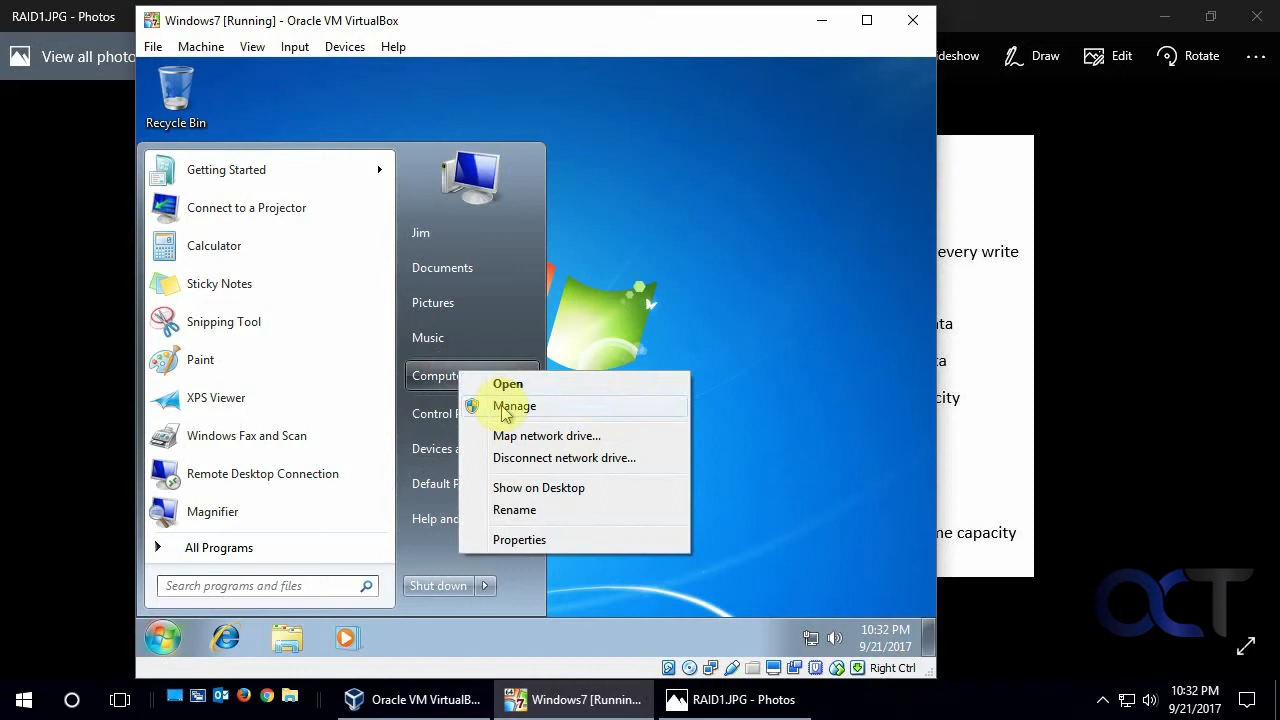 RAID1.JPG - Photos
Windows7 [Running] - Oracle VM VirtualBox
File Machine View Input Devices Help
View all photo
deshow Draw Edit Rotate
Recycle Bin
Getting Started
Connect to a Projector
Calculator
Sticky Notes
Snipping Tool
Paint
XPS Viewer
Windows Fax and Scan
Remote Desktop Connection
Magnifier
All Programs
Search programs and files
Jim
Documents
Pictures
Music
Compute
Control P
Devices a
Default P
Help and
Shut down
Open
Manage
Map network drive...
Disconnect network drive...
Show on Desktop
Rename
Properties
every write
ata
ta
city
me capacity
OCT
10:32 PM
9/21/2017
Right Ctrl
Oracle VM VirtualB...
Windows7 [Runnin...
RAID1.JPG - Photos
10:32 PM
9/21/2017